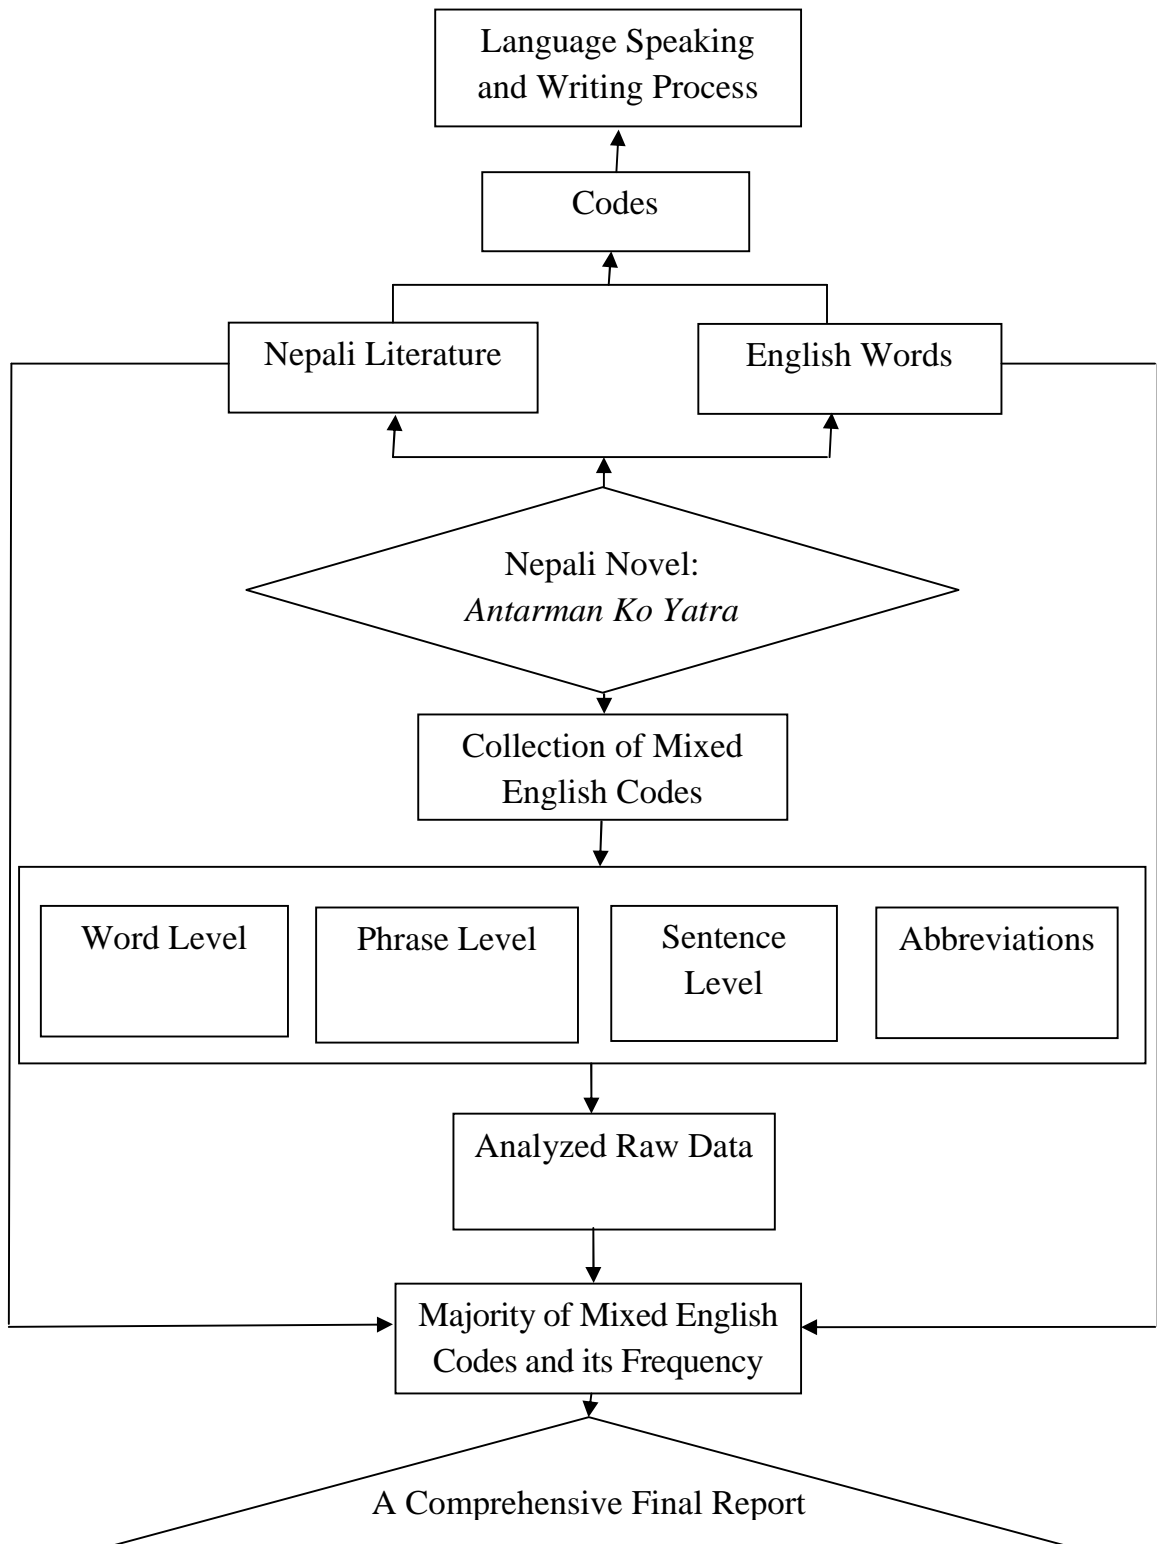 Language Speaking
and Writing Process
Codes
Nepali Literature
English Words
Nepali Novel:
Antarman Ko Yatra
Collection of Mixed
English Codes
Word Level
Phrase Level
Sentence
Level
Abbreviations
Analyzed Raw Data
Majority of Mixed English
Codes and its Frequency
A Comprehensive Final Report